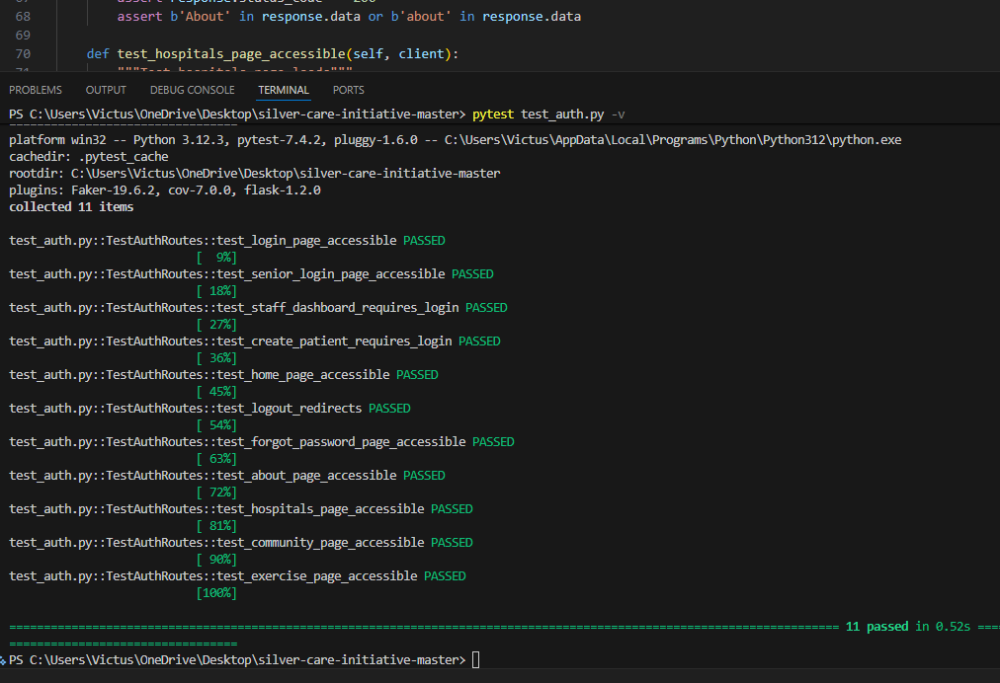 68 assert b'About' in response.data or b'about' in response.data
69
70 def test_hospitals_page_accessible(self, client):
PROBLEMS OUTPUT DEBUG CONSOLE TERMINAL PORTS
PS C:\Users\Victus\OneDrive\Desktop\silver-care-initiative-master> pytest test_auth.py -v
platform win32 -- Python 3.12.3, pytest-7.4.2, pluggy-1.6.0 -- C:\Users\Victus\AppData\Local\Programs\Python\Python312\python.exe
cachedir: .pytest_cache
rootdir: C:\Users\Victus\OneDrive\Desktop\silver-care-initiative-master
plugins: Faker-19.6.2, cov-7.0.0, flask-1.2.0
collected 11 items
test_auth.py::TestAuthRoutes::test_login_page_accessible PASSED
[  9%]
test_auth.py::TestAuthRoutes::test_senior_login_page_accessible PASSED
[ 18%]
test_auth.py::TestAuthRoutes::test_staff_dashboard_requires_login PASSED
[ 27%]
test_auth.py::TestAuthRoutes::test_create_patient_requires_login PASSED
[ 36%]
test_auth.py::TestAuthRoutes::test_home_page_accessible PASSED
[ 45%]
test_auth.py::TestAuthRoutes::test_logout_redirects PASSED
[ 54%]
test_auth.py::TestAuthRoutes::test_forgot_password_page_accessible PASSED
[ 63%]
test_auth.py::TestAuthRoutes::test_about_page_accessible PASSED
[ 72%]
test_auth.py::TestAuthRoutes::test_hospitals_page_accessible PASSED
[ 81%]
test_auth.py::TestAuthRoutes::test_community_page_accessible PASSED
[ 90%]
test_auth.py::TestAuthRoutes::test_exercise_page_accessible PASSED
[100%]
11 passed in 0.52s
PS C:\Users\Victus\OneDrive\Desktop\silver-care-initiative-master>